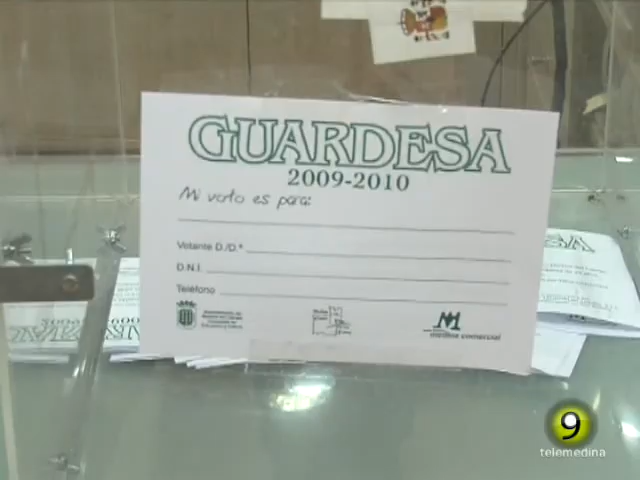 GUARDESA
2009-2010
Mi voto es para:
Votante D./D.ª
D.N.I.
Teléfono
medina comercial
9
telemedina